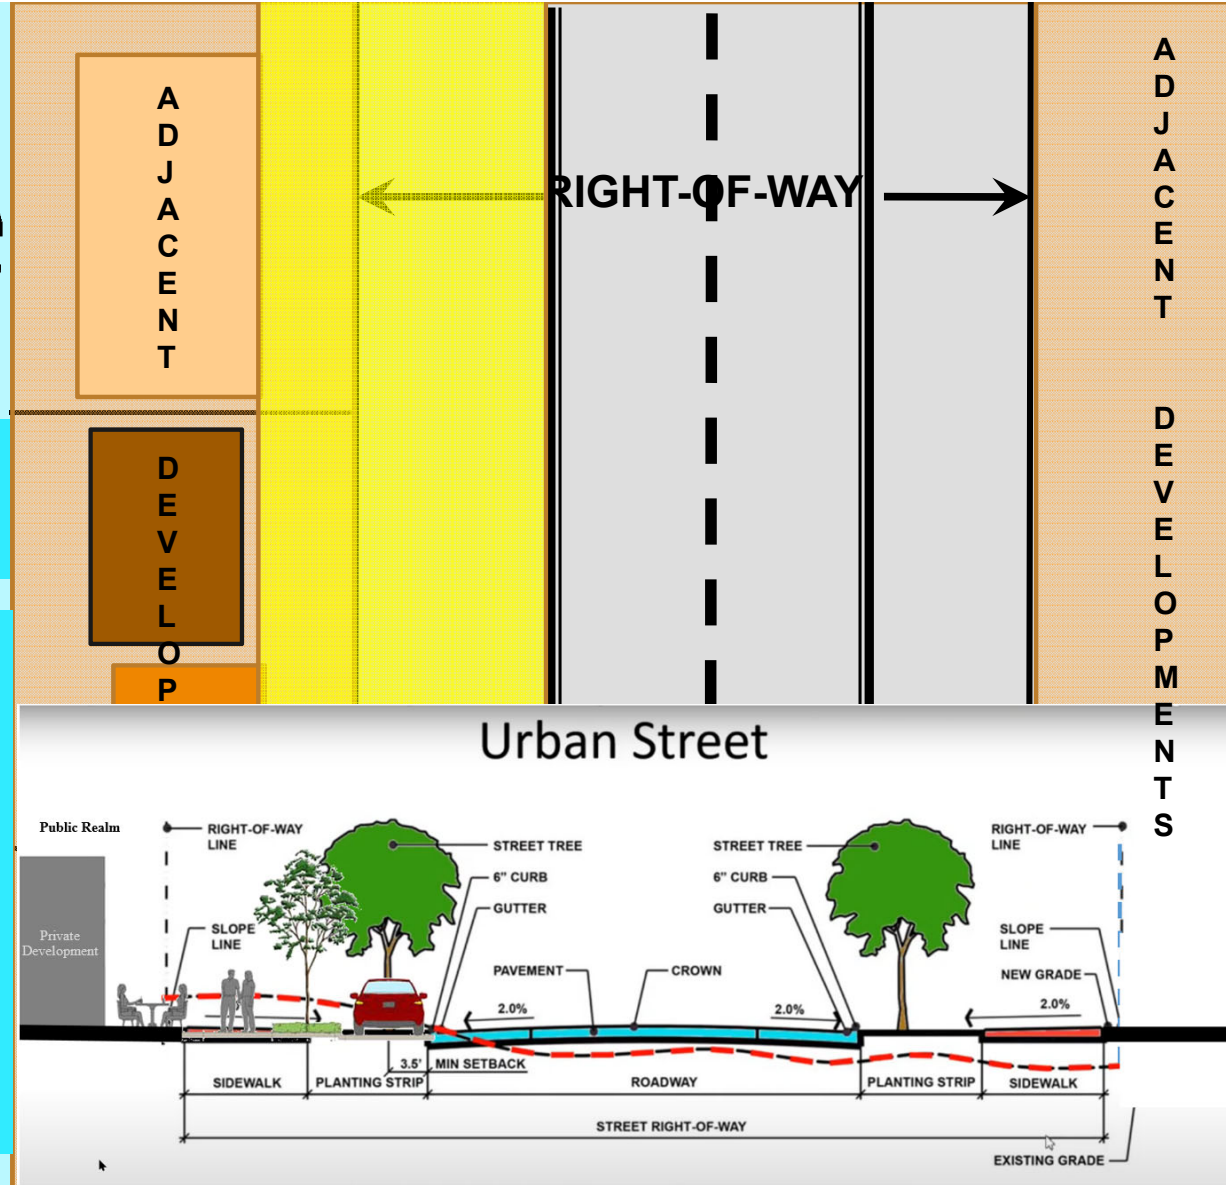 ADJACENT
DEVELOP
RIGHT-OF-WAY
ADJACENT
DEVELOPMENTS
Urban Street
Public Realm
RIGHT-OF-WAY
LINE
STREET TREE
STREET TREE
RIGHT-OF-WAY
LINE
6" CURB
6" CURB
GUTTER
GUTTER
Private
Development
SLOPE
LINE
SLOPE
LINE
PAVEMENT
CROWN
NEW GRADE
2.0%
2.0%
2.0%
3.5'
MIN SETBACK
SIDEWALK
PLANTING STRIP
ROADWAY
PLANTING STRIP
SIDEWALK
STREET RIGHT-OF-WAY
EXISTING GRADE